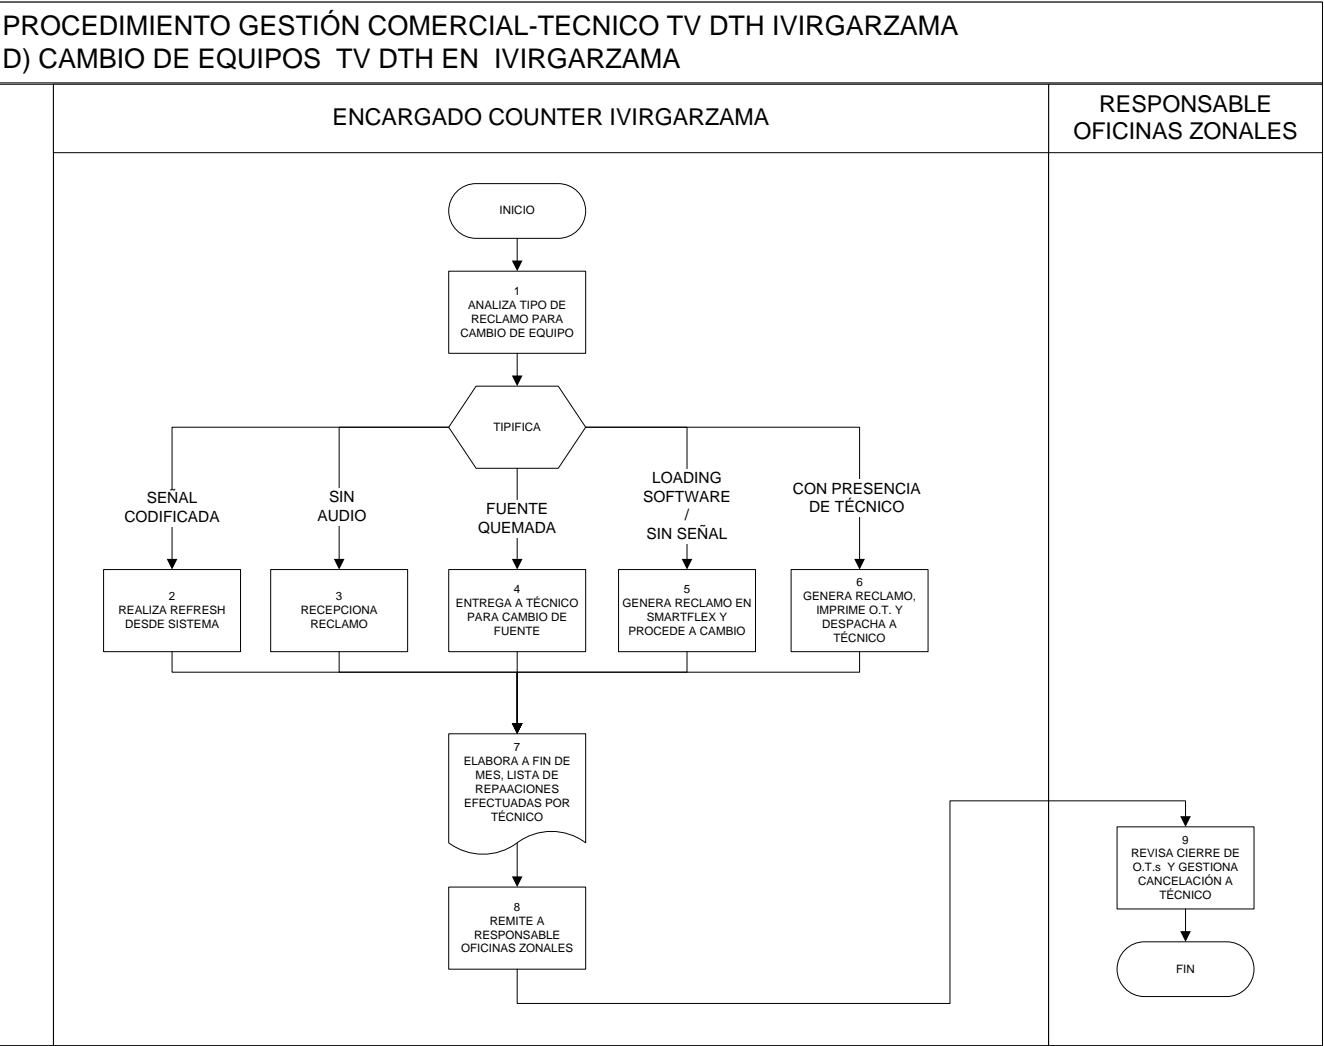 PROCEDIMIENTO GESTIÓN COMERCIAL-TECNICO TV DTH IVIRGARZAMA
D) CAMBIO DE EQUIPOS TV DTH EN IVIRGARZAMA
ENCARGADO COUNTER IVIRGARZAMA
RESPONSABLE
OFICINAS ZONALES
INICIO
1
ANALIZA TIPO DE
RECLAMO PARA
CAMBIO DE EQUIPO
TIPIFICA
SEÑAL
CODIFICADA
SIN
AUDIO
FUENTE
QUEMADA
LOADING
SOFTWARE
/
SIN SEÑAL
CON PRESENCIA
DE TÉCNICO
2
REALIZA REFRESH
DESDE SISTEMA
3
RECEPCIONA
RECLAMO
4
ENTREGA A TÉCNICO
PARA CAMBIO DE
FUENTE
5
GENERA RECLAMO EN
SMARTFLEX Y
PROCEDE A CAMBIO
6
GENERA RECLAMO,
IMPRIME O.T. Y
DESPACHA A
TÉCNICO
7
ELABORA A FIN DE
MES, LISTA DE
REPAACIONES
EFECTUADAS POR
TÉCNICO
8
REMITE A
RESPONSABLE
OFICINAS ZONALES
9
REVISA CIERRE DE
O.T.s Y GESTIONA
CANCELACIÓN A
TÉCNICO
FIN